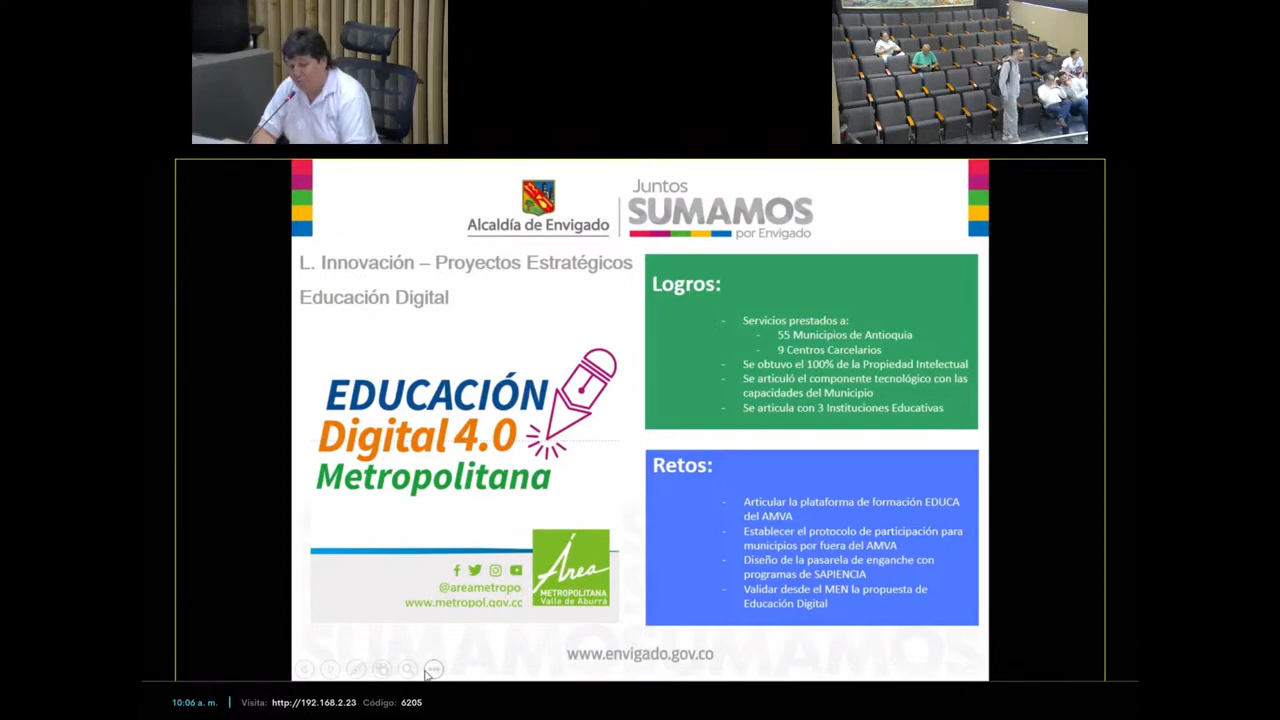 Alcaldía de Envigado
Juntos
SUMAMOS
por Envigado
L. Innovación – Proyectos Estratégicos
Educación Digital
EDUCACIÓN
Digital 4.0
Metropolitana
@areametropo
www.metropol.gov.cc
Área
METROPOLITANA
Valle de Aburrá
Logros:
- Servicios prestados a:
- 55 Municipios de Antioquia
- 9 Centros Carcelarios
- Se obtuvo el 100% de la Propiedad Intelectual
- Se articuló el componente tecnológico con las
capacidades del Municipio
- Se articula con 3 Instituciones Educativas
Retos:
- Articular la plataforma de formación EDUCA
del AMVA
- Establecer el protocolo de participación para
municipios por fuera del AMVA
- Diseño de la pasarela de enganche con
programas de SAPIENCIA
- Validar desde el MEN la propuesta de
Educación Digital
SUMAMOSUMAMOS
www.envigado.gov.co
10:06 a. m. | Visita: http://192.168.2.23 Código: 6205